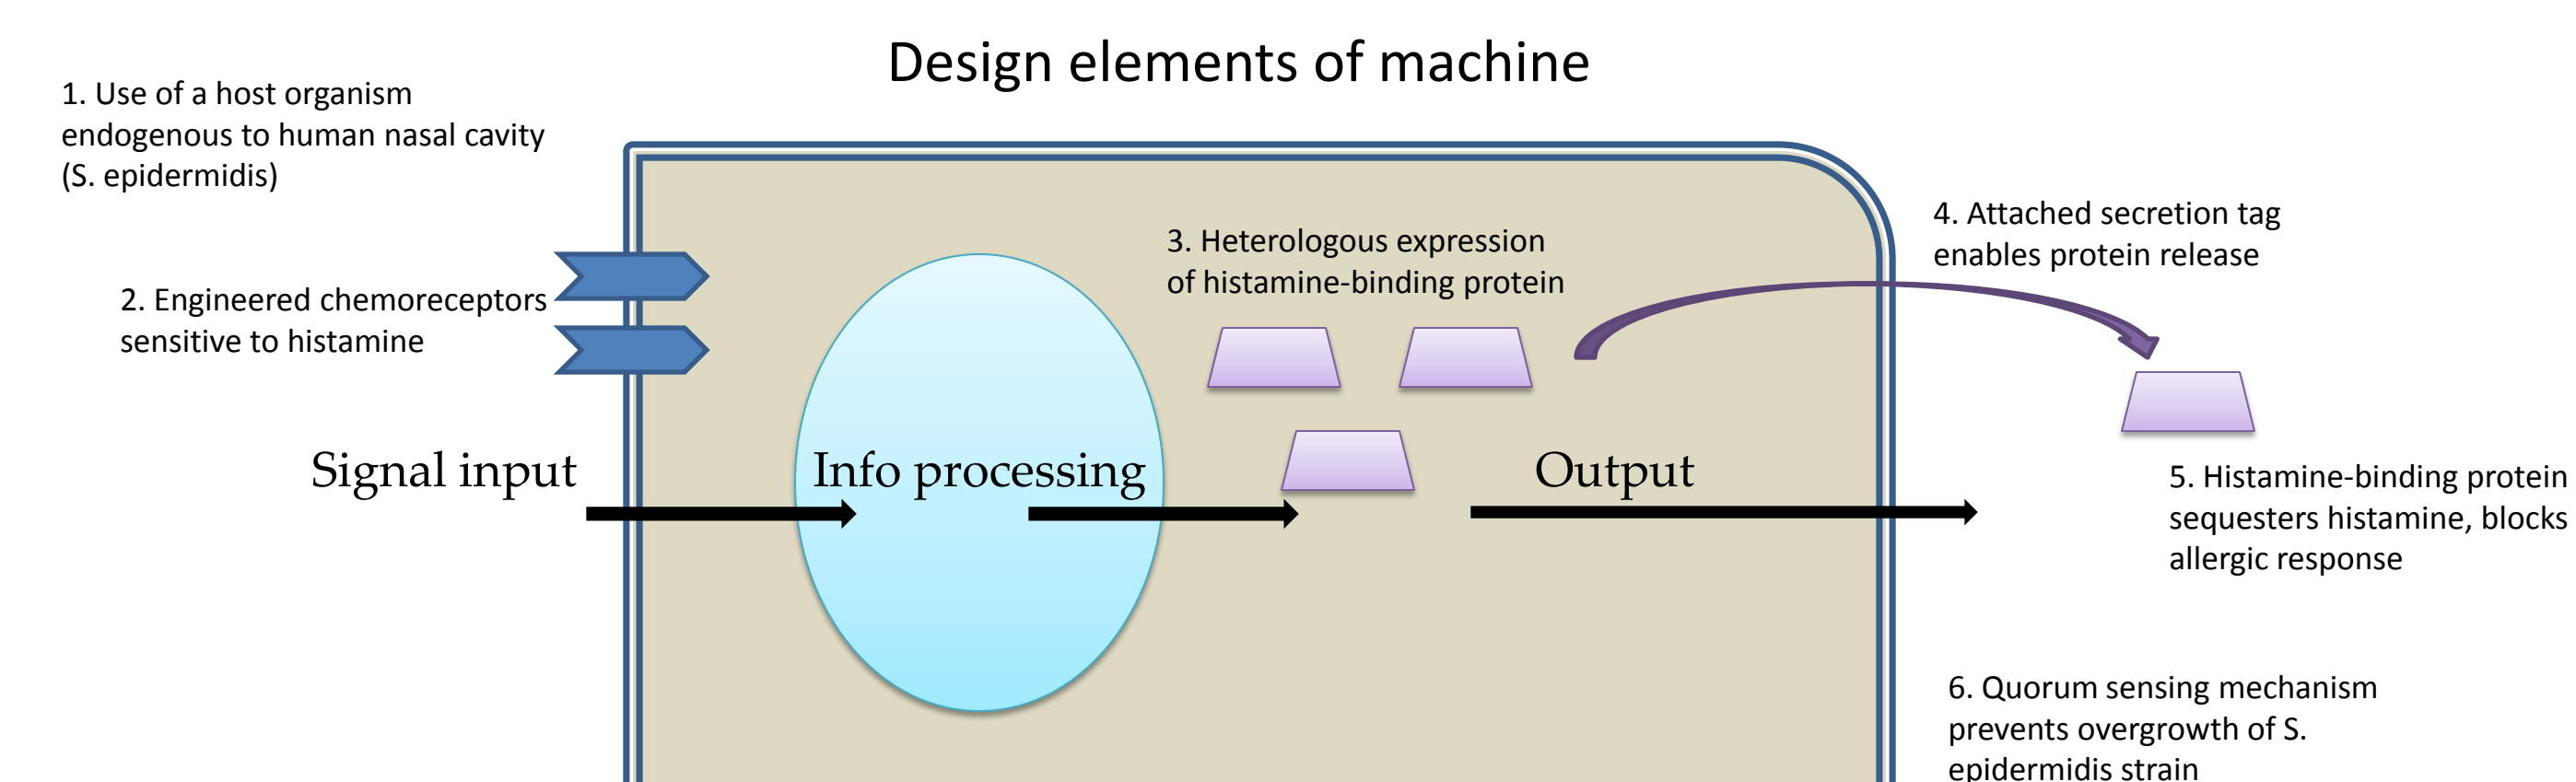 Design elements of machine
1. Use of a host organism
endogenous to human nasal cavity
(S. epidermidis)
2. Engineered chemoreceptors
sensitive to histamine
3. Heterologous expression
of histamine-binding protein
4. Attached secretion tag
enables protein release
Signal input
Info processing
Output
5. Histamine-binding protein
sequesters histamine, blocks
allergic response
6. Quorum sensing mechanism
prevents overgrowth of S.
epidermidis strain